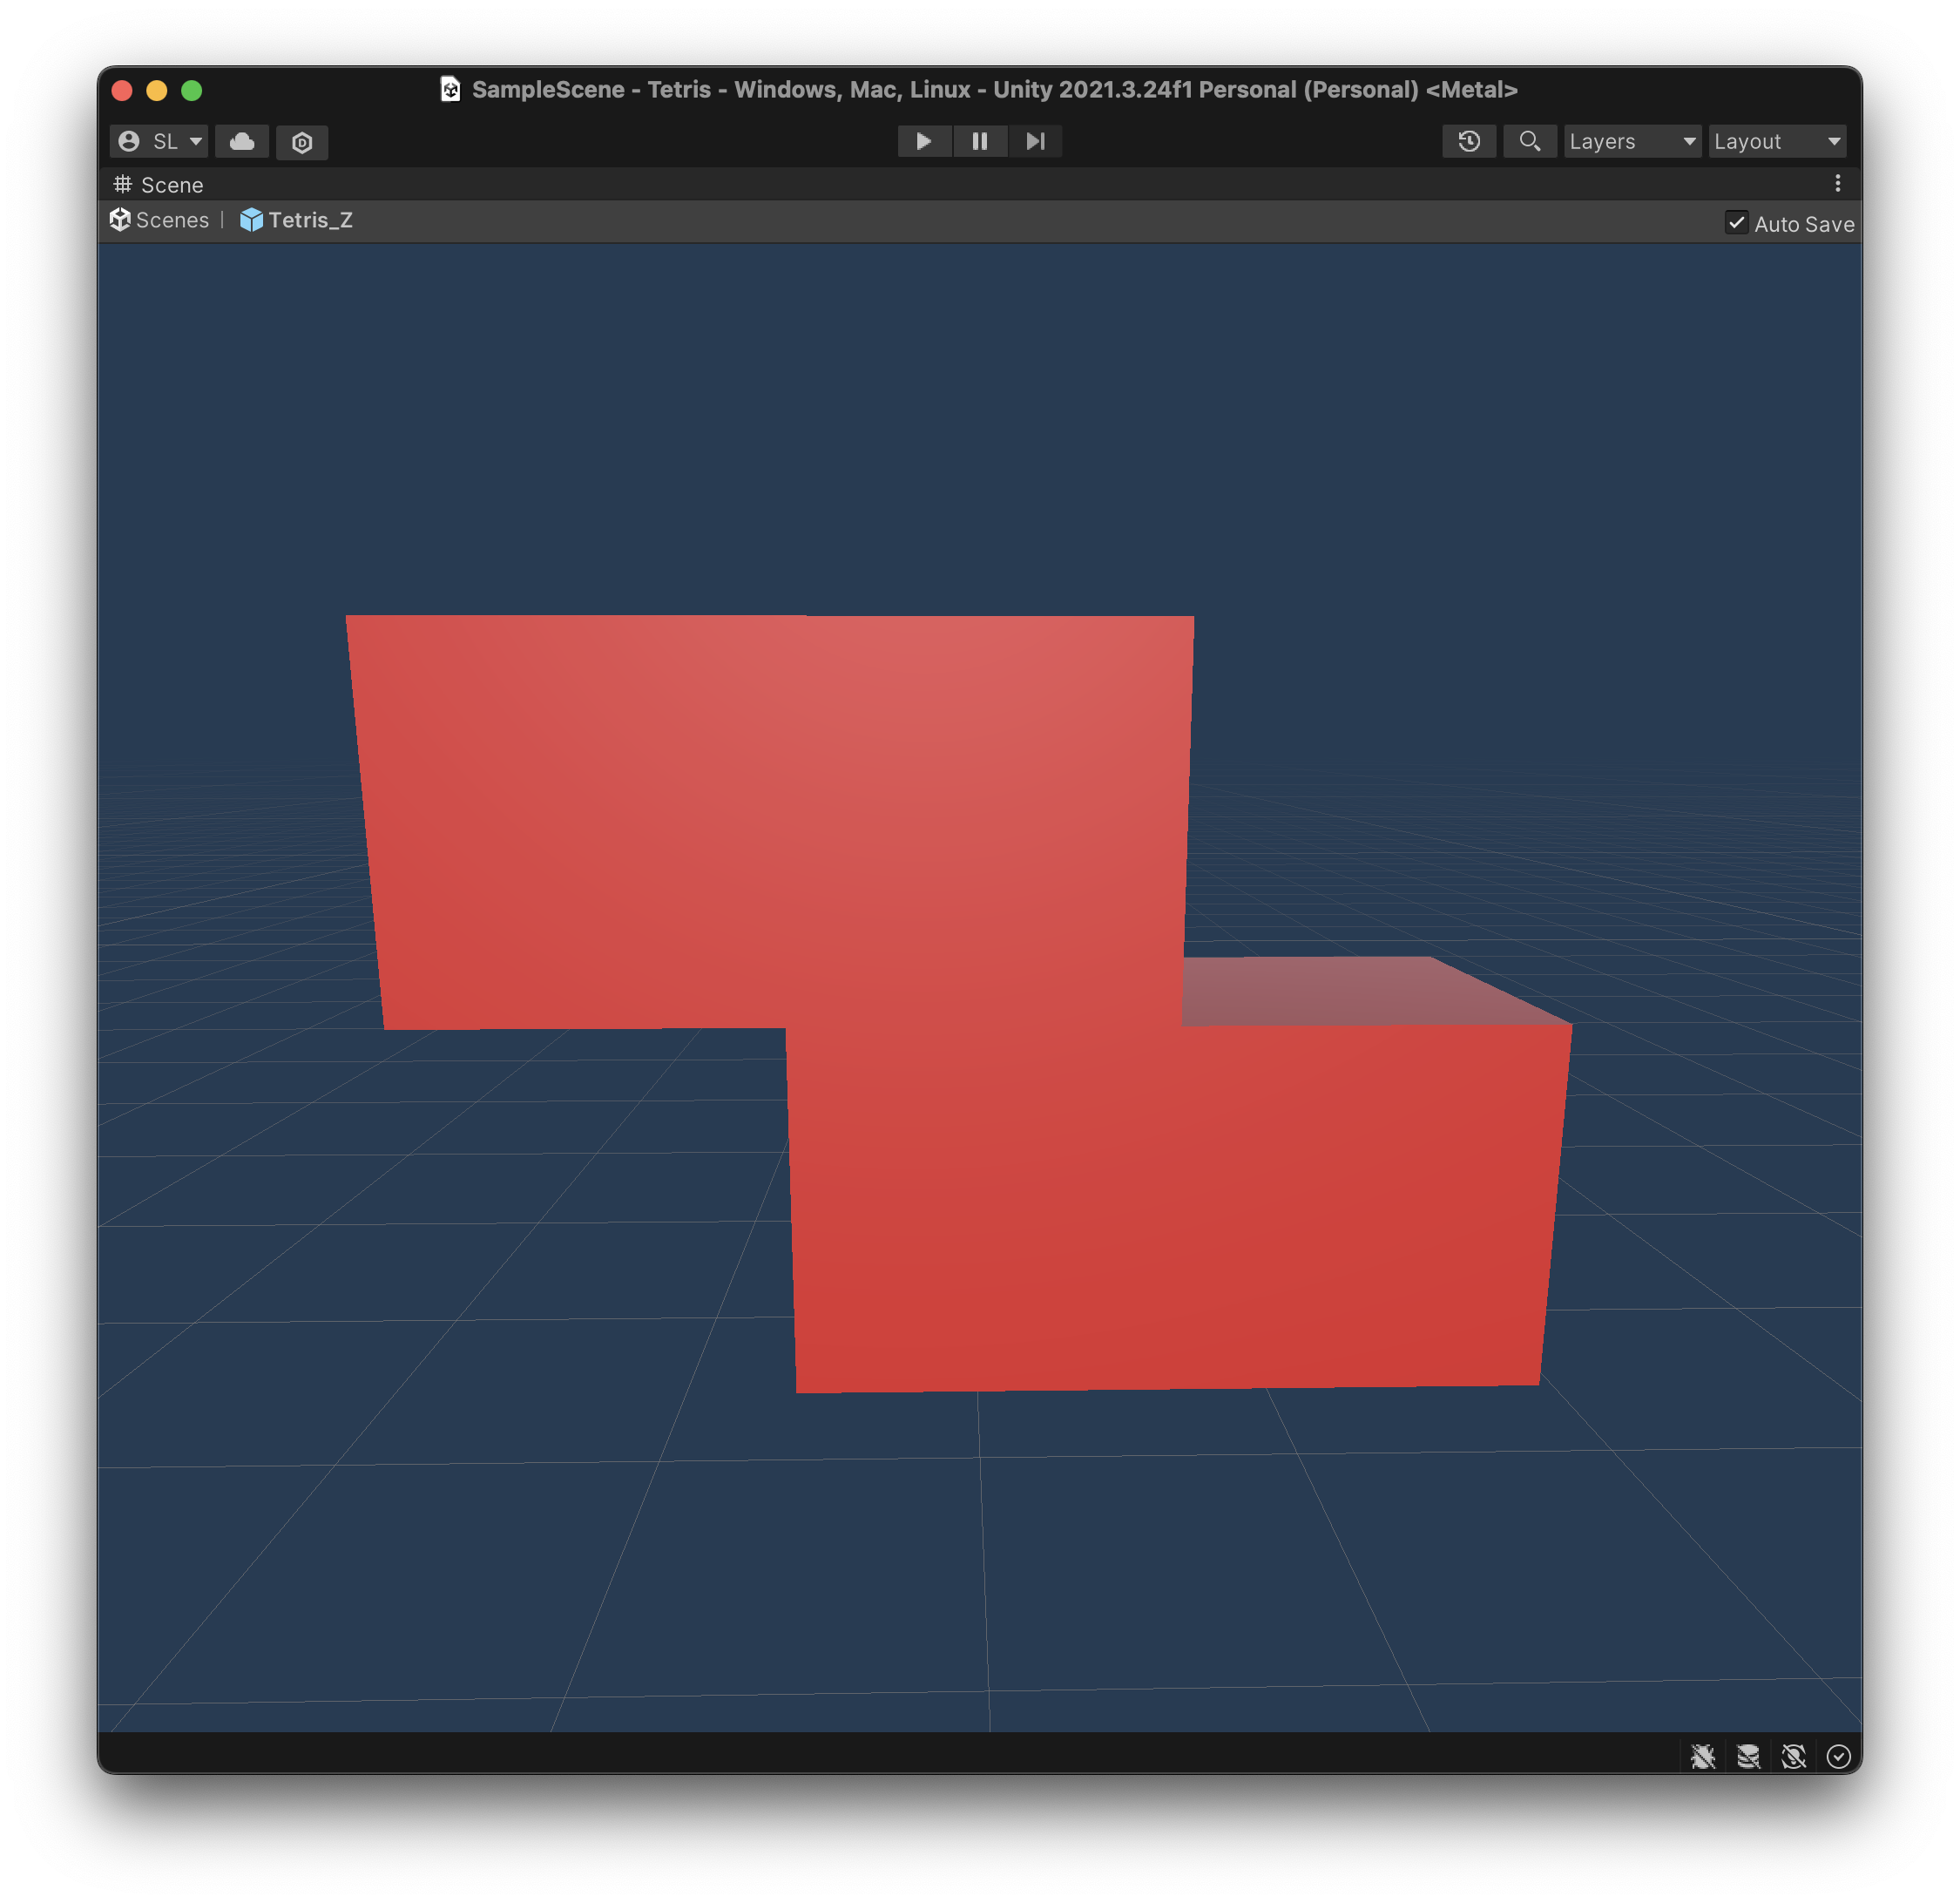 SampleScene - Tetris - Windows, Mac, Linux - Unity 2021.3.24f1 Personal (Personal) <Metal>
SL
Layers
Layout
Scene
Scenes
Tetris_Z
Auto Save